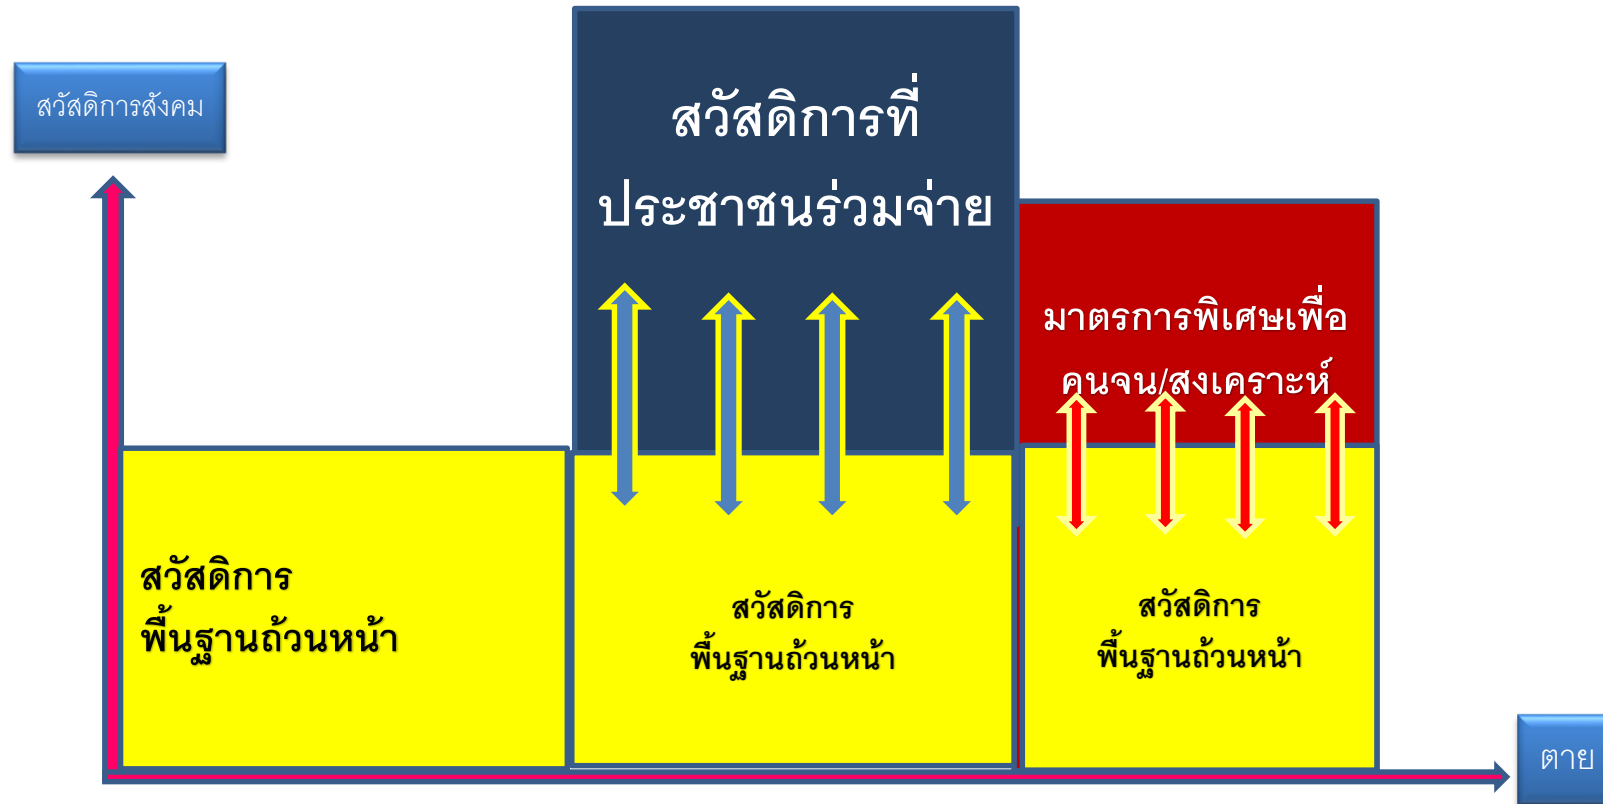 สวัสดิการสังคม
สวัสดิการที่
ประชาชนร่วมจ่าย
มาตรการพิเศษเพื่อ
คนจน/สงเคราะห์
สวัสดิการ
พื้นฐานถ้วนหน้า
สวัสดิการ
พื้นฐานถ้วนหน้า
สวัสดิการ
พื้นฐานถ้วนหน้า
ตาย